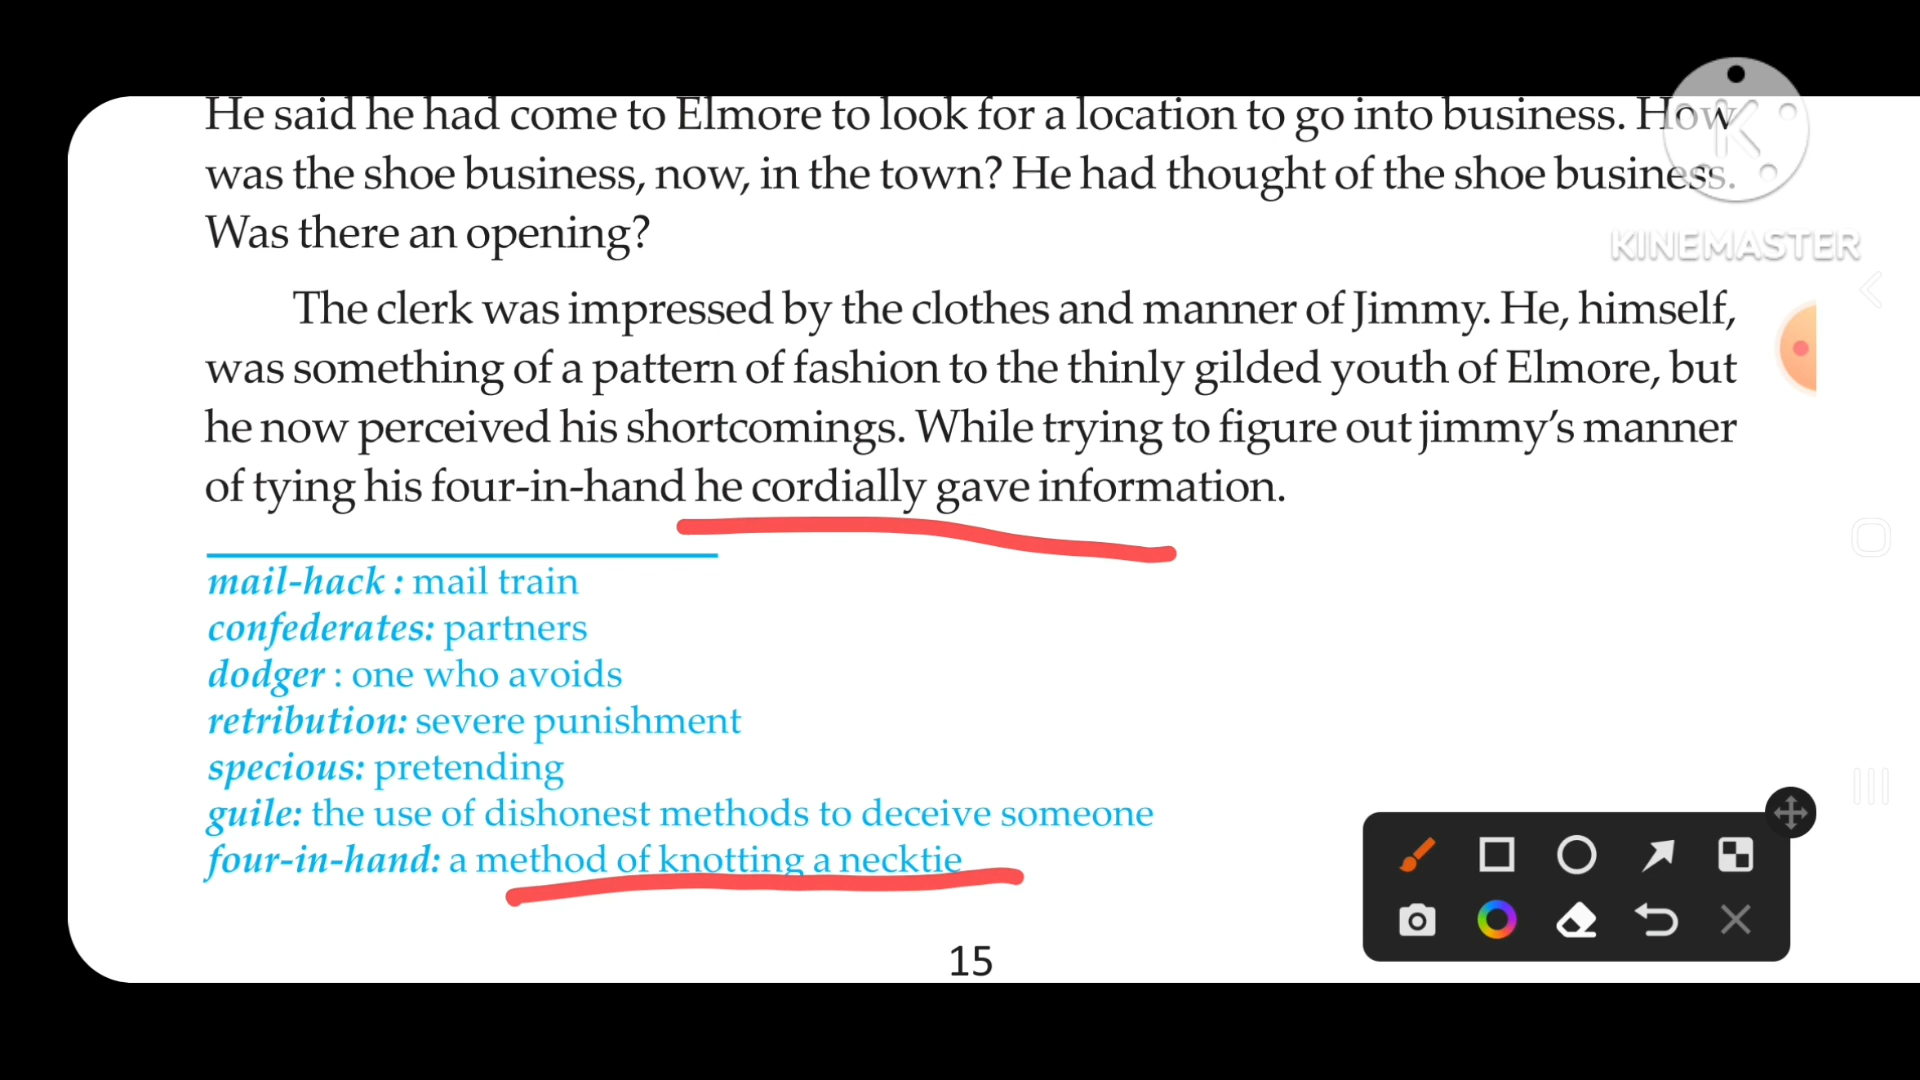 He said he had come to Elmore to look for a location to go into business. How
was the shoe business, now, in the town? He had thought of the shoe business.
Was there an opening?
KINEMASTER
The clerk was impressed by the clothes and manner of Jimmy. He, himself,
was something of a pattern of fashion to the thinly gilded youth of Elmore, but
he now perceived his shortcomings. While trying to figure out jimmy's manner
of tying his four-in-hand he cordially gave information.
mail-hack : mail train
confederates: partners
dodger : one who avoids
retribution: severe punishment
specious: pretending
guile: the use of dishonest methods to deceive someone
four-in-hand: a method of knotting a necktie
15